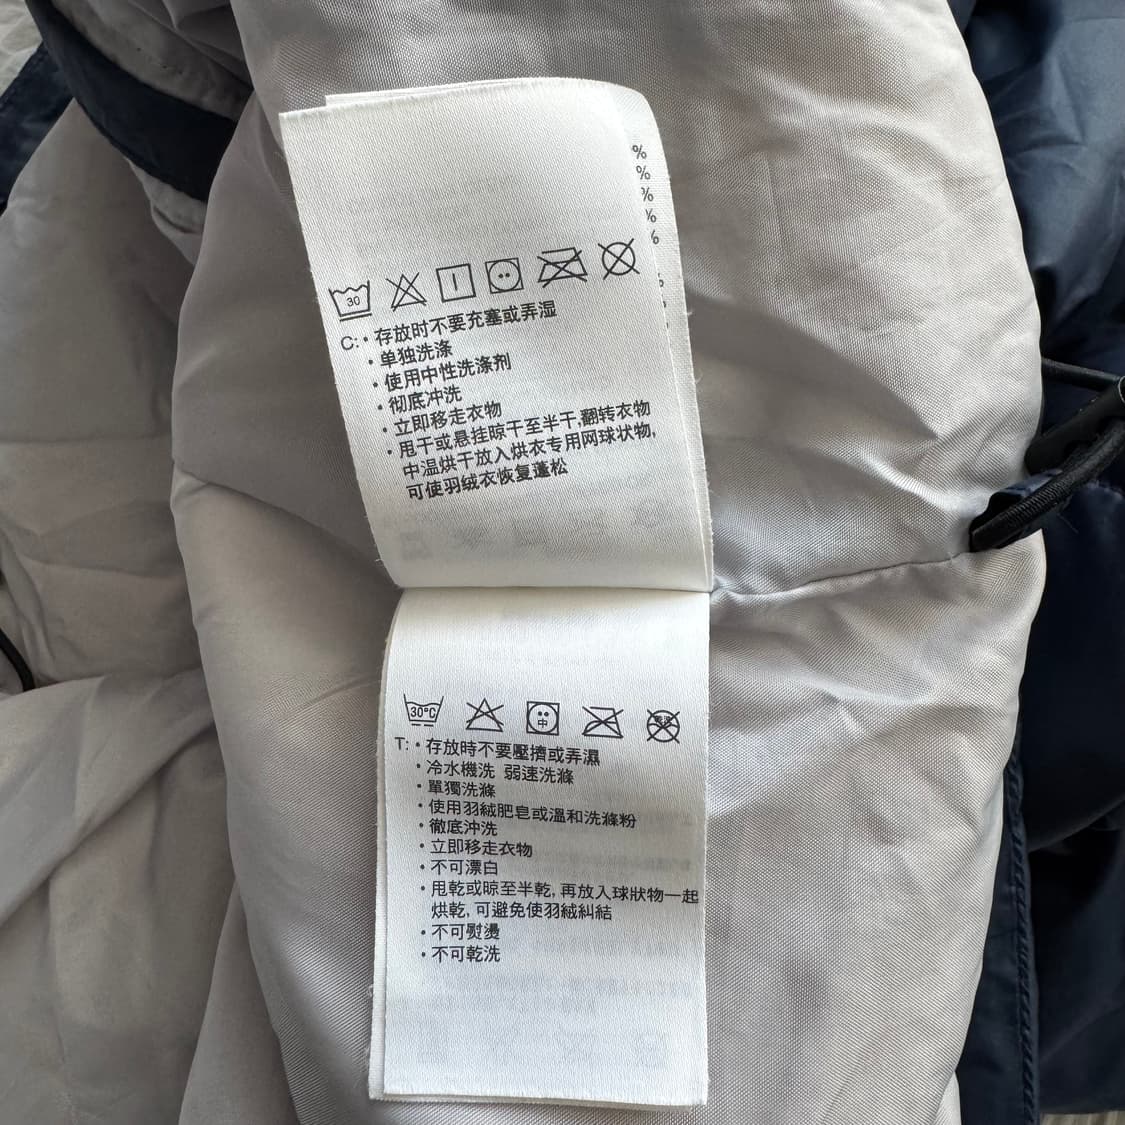 %
%
%
%
%
%
30
C: • 存放时不要充塞或弄湿
• 单独洗涤
• 使用中性洗涤剂
• 彻底冲洗
• 立即移走衣物
• 甩干或悬挂晾干至半干,翻转衣物
中温烘干放入烘衣专用网球状物,
可使羽绒衣恢复蓬松
30°C
中
T: • 存放時不要壓擠或弄濕
• 冷水機洗 弱速洗滌
• 單獨洗滌
• 使用羽絨肥皂或溫和洗滌粉
• 徹底沖洗
• 立即移走衣物
• 不可漂白
• 甩乾或晾至半乾, 再放入球狀物一起
烘乾, 可避免使羽絨糾結
• 不可熨燙
• 不可乾洗